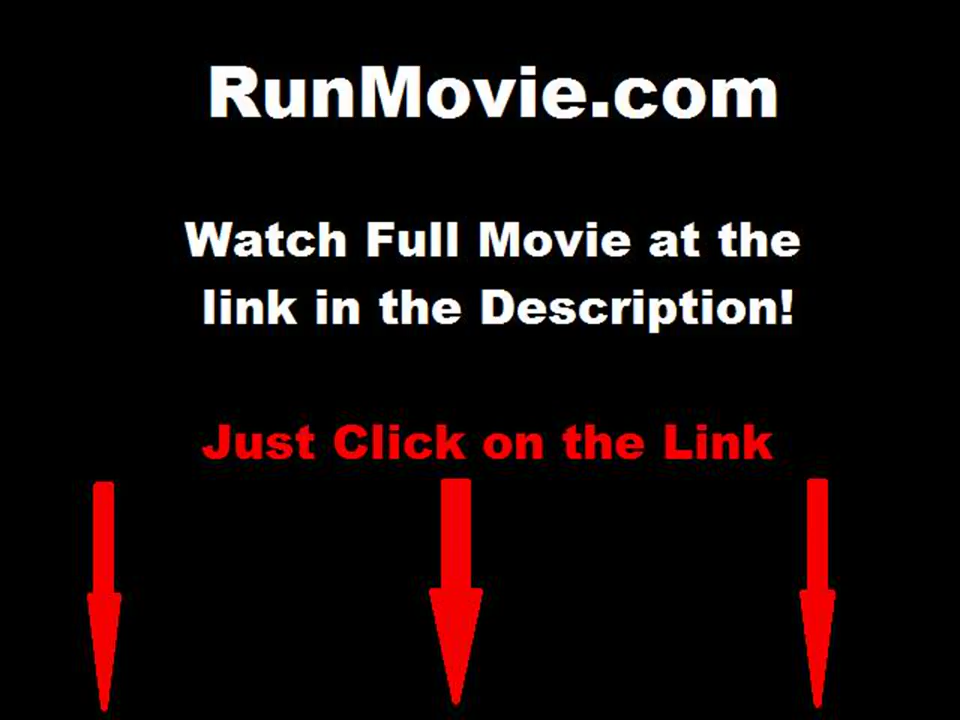 RunMovie.com
Watch Full Movie at the
link in the Description!
Just Click on the Link